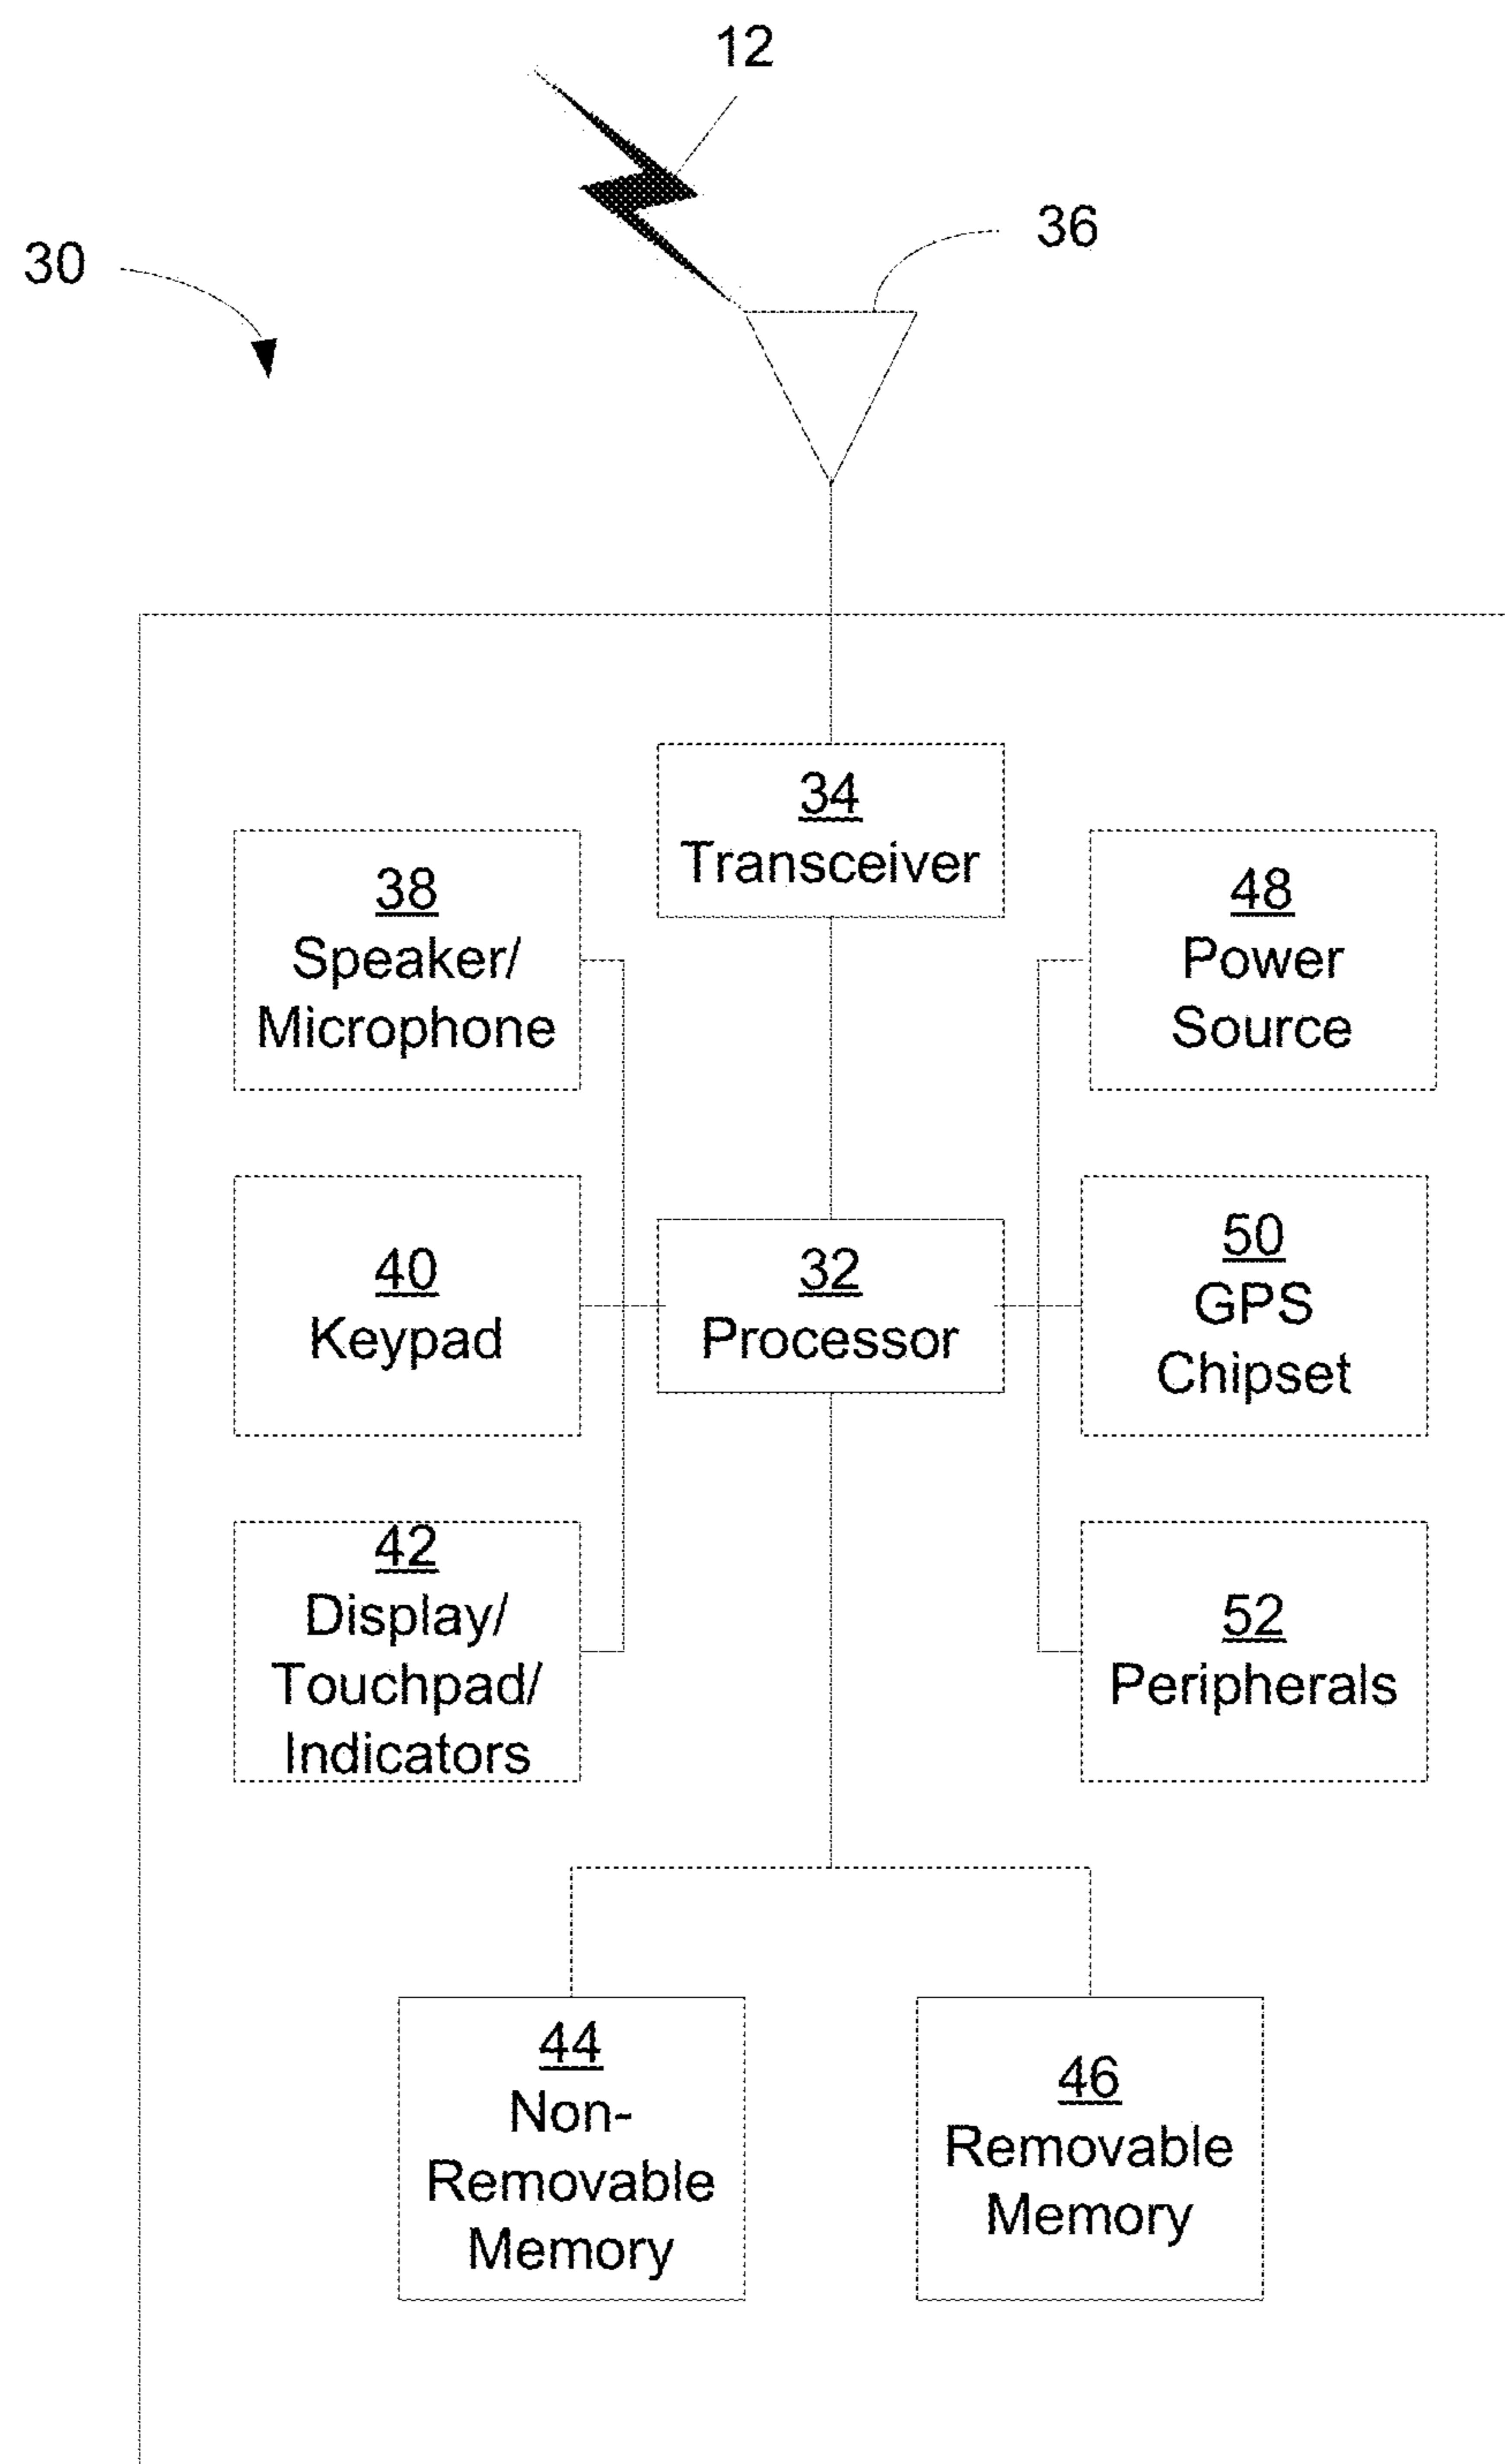 12
36
30
34
Transceiver
38
Speaker/
Microphone
48
Power
Source
40
Keypad
32
Processor
50
GPS
Chipset
42
Display/
Touchpad/
Indicators
52
Peripherals
44
Non-
Removable
Memory
46
Removable
Memory